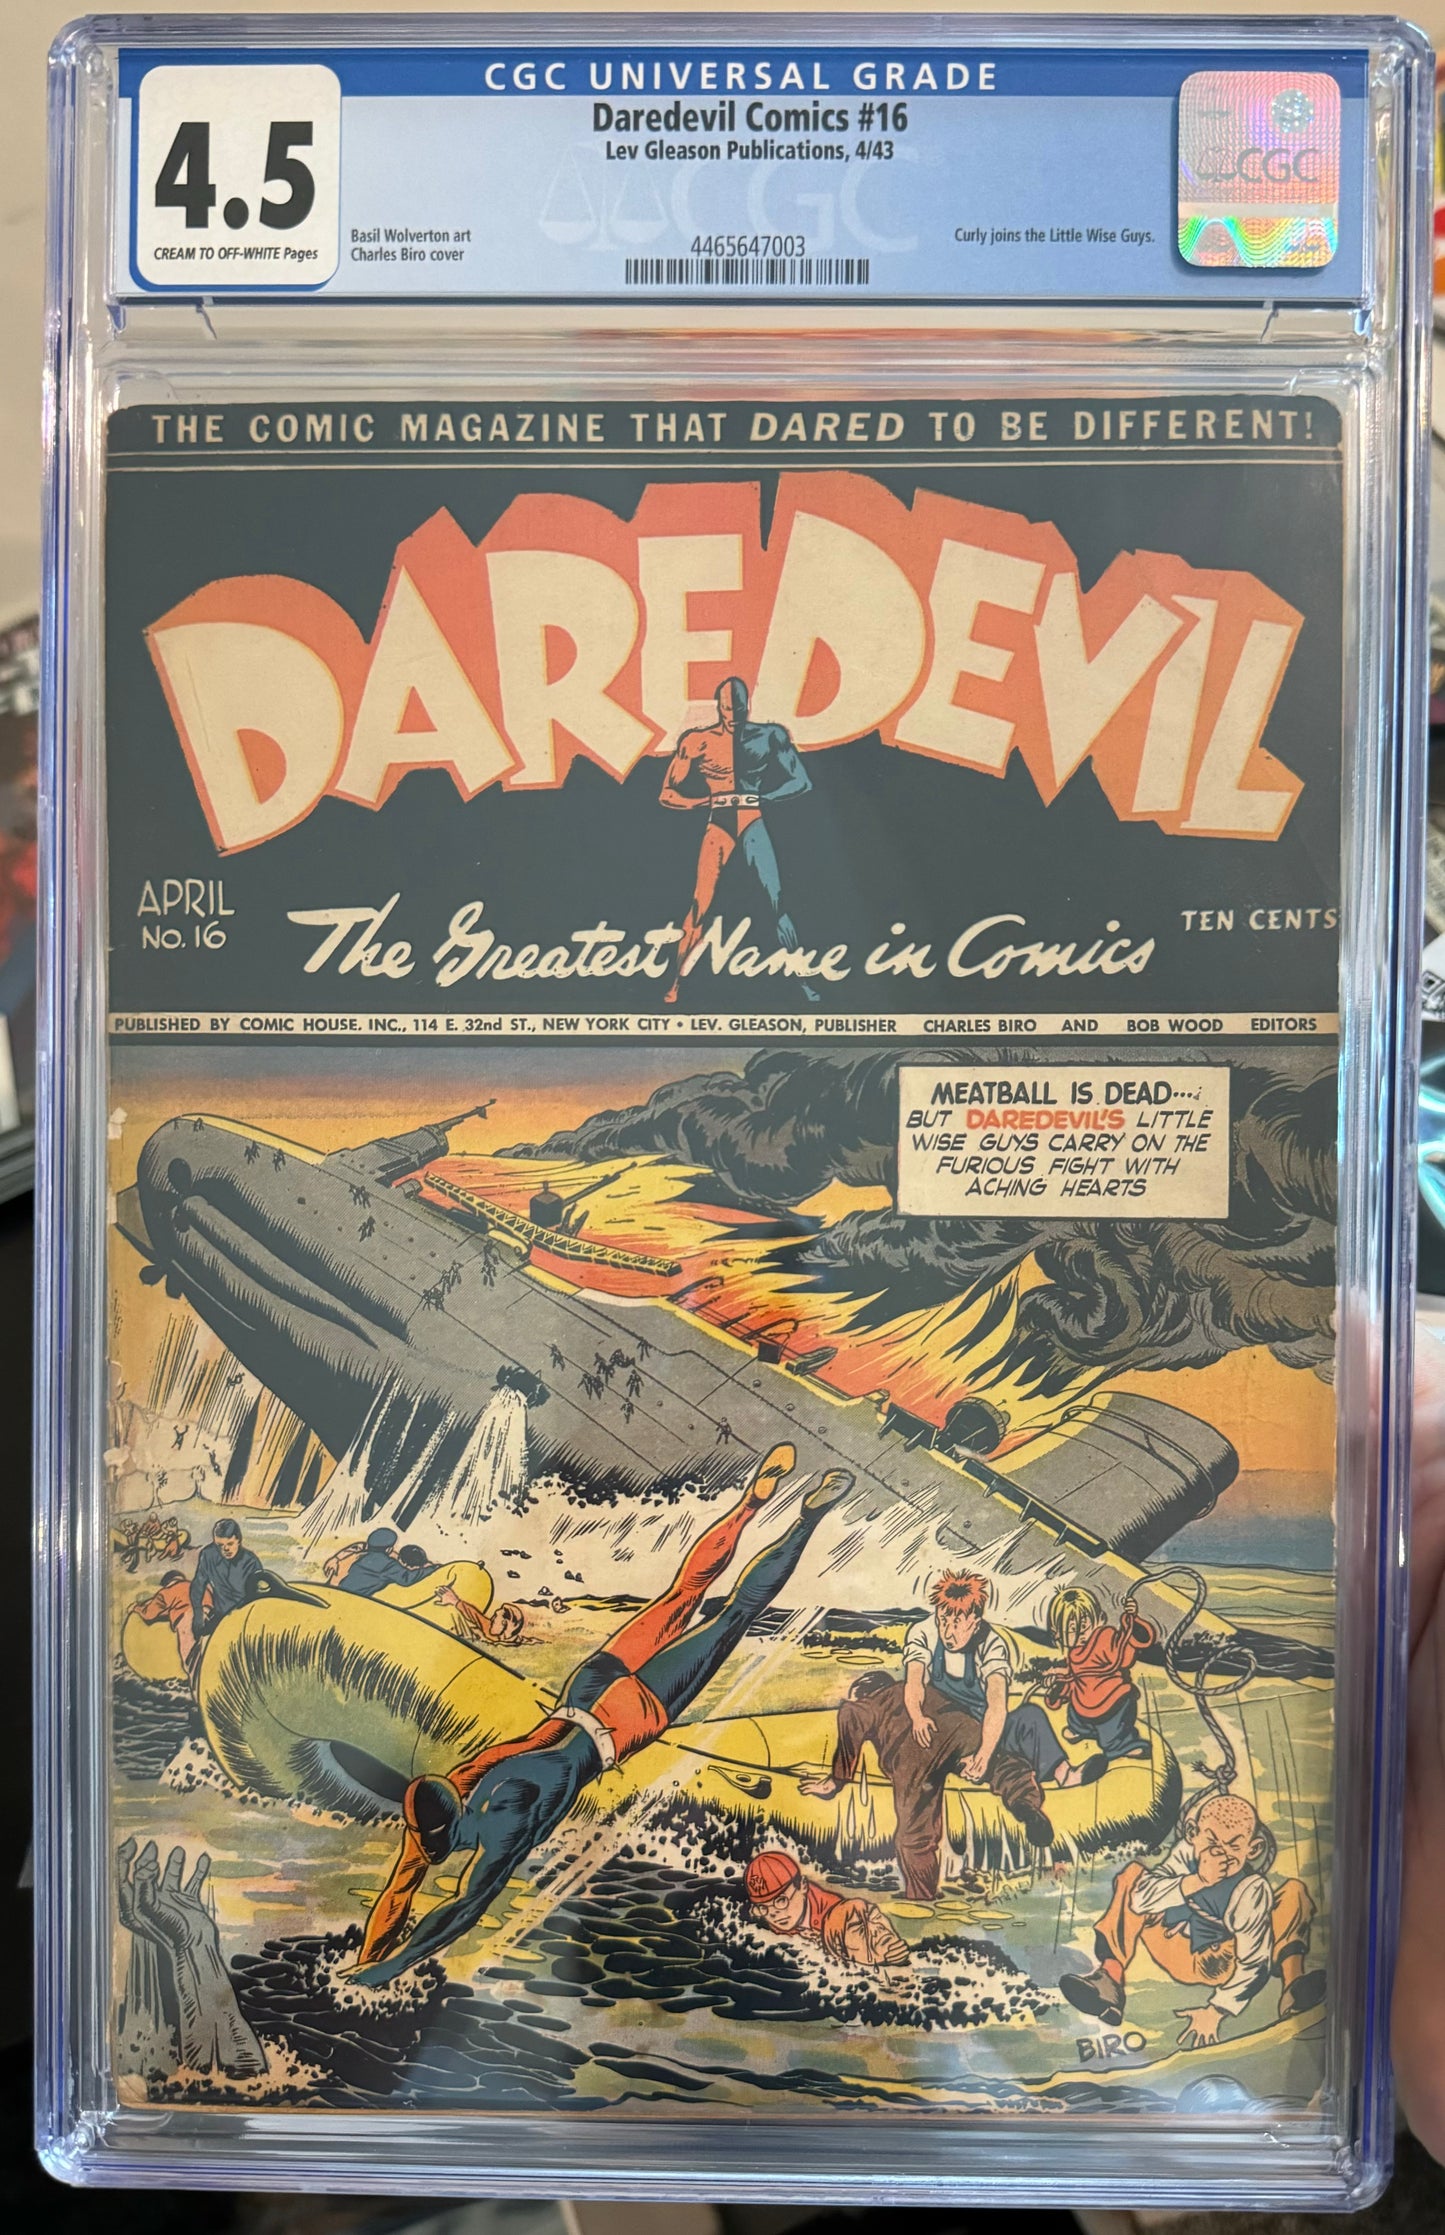 CGC UNIVERSAL GRADE
4.5
CREAM TO OFF-WHITE Pages
Daredevil Comics #16
Lev Gleason Publications, 4/43
Basil Wolverton art
Charles Biro cover
4465647003
Curly joins the Little Wise Guys.
CGC
CGC
THE COMIC MAGAZINE THAT DARED TO BE DIFFERENT!
DAREDEVIL
APRIL
No. 16
The Greatest Name in Comics
TEN CENTS
PUBLISHED BY COMIC HOUSE. INC., 114 E. 32nd ST., NEW YORK CITY • LEV. GLEASON, PUBLISHER CHARLES BIRO AND BOB WOOD EDITORS
MEATBALL IS DEAD...
BUT DAREDEVIL'S LITTLE
WISE GUYS CARRY ON THE
FURIOUS FIGHT WITH
ACHING HEARTS
BIRO